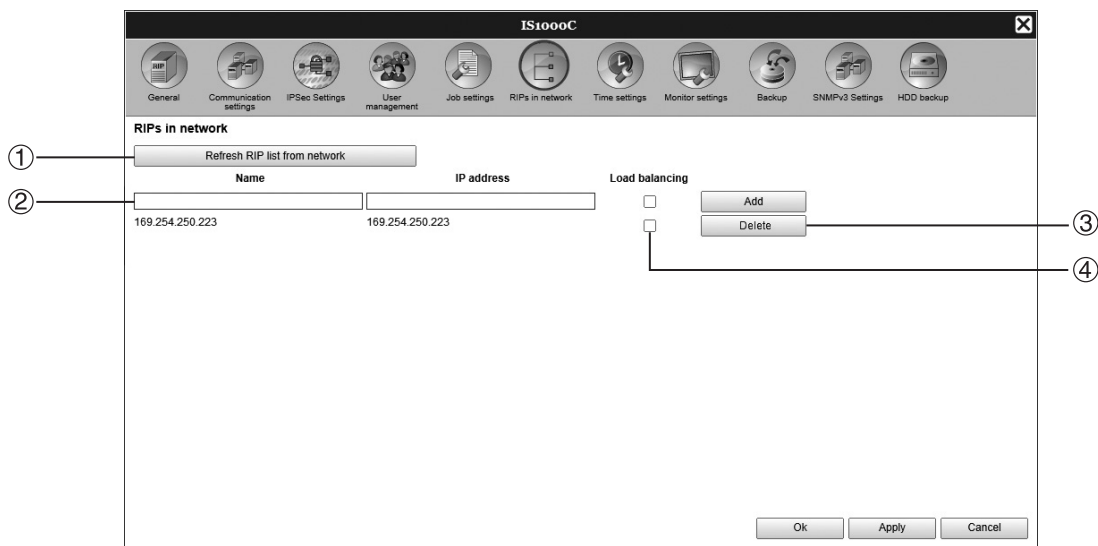 IS1000C
RIP
General
Communication settings
IPSec Settings
User management
Job settings
RIPs in network
Time settings
Monitor settings
Backup
SNMPv3 Settings
HDD backup
RIPs in network
① Refresh RIP list from network
Name IP address Load balancing
② Add
169.254.250.223 169.254.250.223 Delete ③
④
Ok Apply Cancel